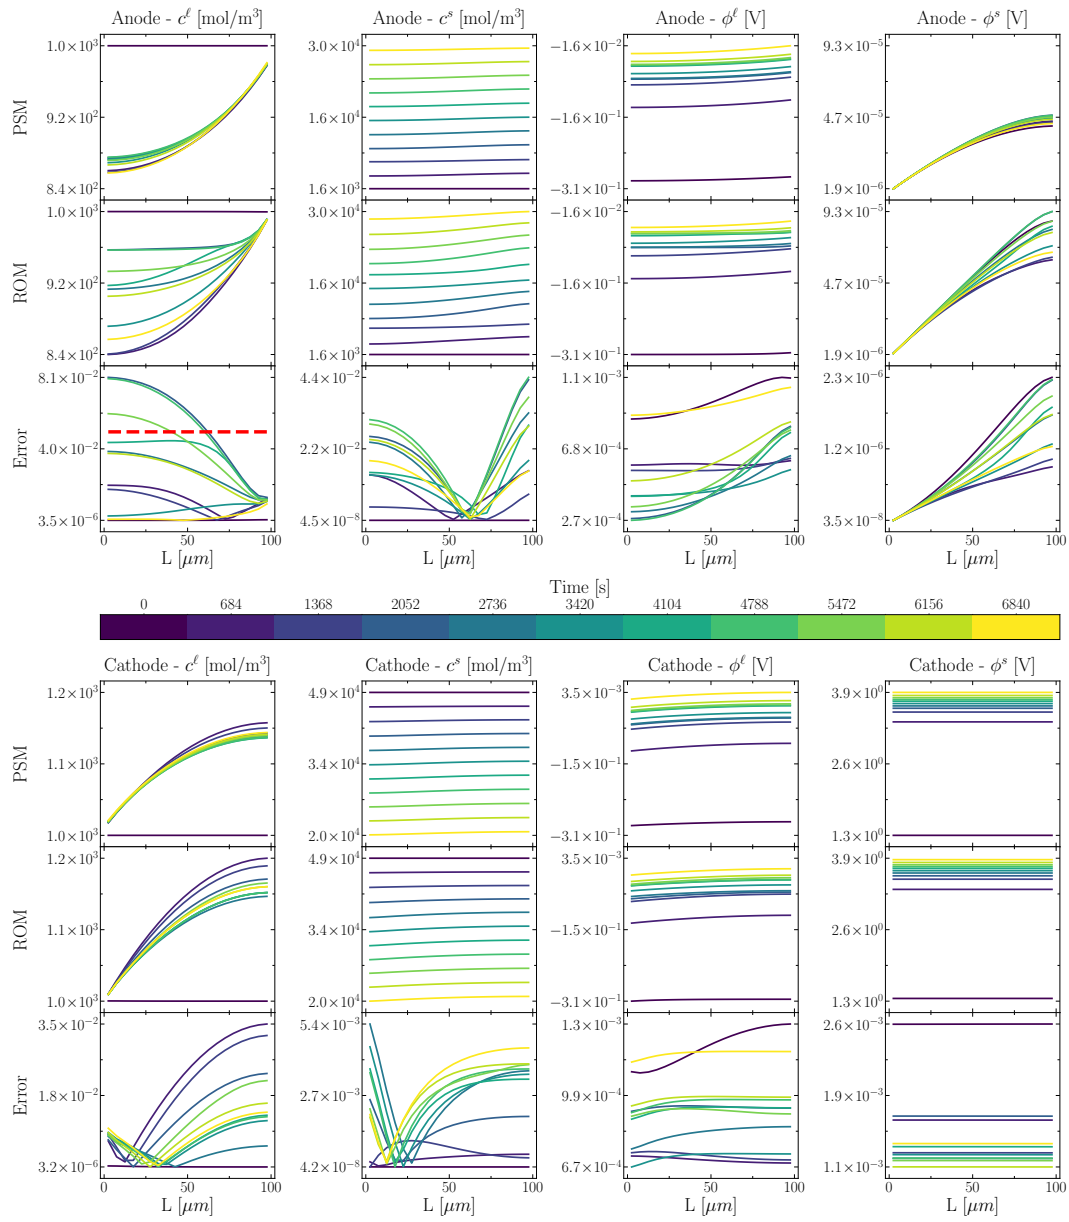 Anode - c^ℓ [mol/m³]
Anode - c^s [mol/m³]
Anode - ϕ^ℓ [V]
Anode - ϕ^s [V]
PSM
1.0 × 10³
9.2 × 10²
8.4 × 10²
3.0 × 10⁴
1.6 × 10⁴
1.6 × 10³
−1.6 × 10⁻²
−1.6 × 10⁻¹
−3.1 × 10⁻¹
9.3 × 10⁻⁵
4.7 × 10⁻⁵
1.9 × 10⁻⁶
ROM
1.0 × 10³
9.2 × 10²
8.4 × 10²
3.0 × 10⁴
1.6 × 10⁴
1.6 × 10³
−1.6 × 10⁻²
−1.6 × 10⁻¹
−3.1 × 10⁻¹
9.3 × 10⁻⁵
4.7 × 10⁻⁵
1.9 × 10⁻⁶
Error
8.1 × 10⁻²
4.0 × 10⁻²
3.5 × 10⁻⁶
4.4 × 10⁻²
2.2 × 10⁻²
4.5 × 10⁻⁸
1.1 × 10⁻³
6.8 × 10⁻⁴
2.7 × 10⁻⁴
2.3 × 10⁻⁶
1.2 × 10⁻⁶
3.5 × 10⁻⁸
0 50 100
0 50 100
0 50 100
0 50 100
L [μm]
L [μm]
L [μm]
L [μm]
Time [s]
0 684 1368 2052 2736 3420 4104 4788 5472 6156 6840
Cathode - c^ℓ [mol/m³]
Cathode - c^s [mol/m³]
Cathode - ϕ^ℓ [V]
Cathode - ϕ^s [V]
PSM
1.2 × 10³
1.1 × 10³
1.0 × 10³
4.9 × 10⁴
3.4 × 10⁴
2.0 × 10⁴
3.5 × 10⁻³
−1.5 × 10⁻¹
−3.1 × 10⁻¹
3.9 × 10⁰
2.6 × 10⁰
1.3 × 10⁰
ROM
1.2 × 10³
1.1 × 10³
1.0 × 10³
4.9 × 10⁴
3.4 × 10⁴
2.0 × 10⁴
3.5 × 10⁻³
−1.5 × 10⁻¹
−3.1 × 10⁻¹
3.9 × 10⁰
2.6 × 10⁰
1.3 × 10⁰
Error
3.5 × 10⁻²
1.8 × 10⁻²
3.2 × 10⁻⁶
5.4 × 10⁻³
2.7 × 10⁻³
4.2 × 10⁻⁸
1.3 × 10⁻³
9.9 × 10⁻⁴
6.7 × 10⁻⁴
2.6 × 10⁻³
1.9 × 10⁻³
1.1 × 10⁻³
0 50 100
0 50 100
0 50 100
0 50 100
L [μm]
L [μm]
L [μm]
L [μm]